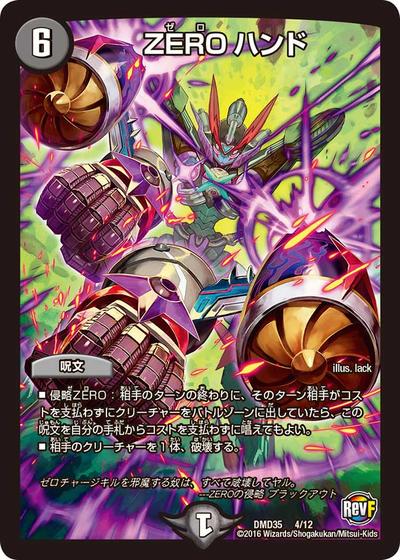 6
ゼロ
ZERO ハンド
illus. lack
呪文
■ 侵略ZERO：相手のターンの終わりに、そのターン相手がコス
トを支払わずにクリーチャーをバトルゾーンに出していたら、この
呪文を自分の手札からコストを支払わずに唱えてもよい。
■ 相手のクリーチャーを1体、破壊する。
ゼロチャージキルを邪魔する奴は、すべて破壊してヤル。
---ZEROの侵略 ブラックアウト
RevF
DMD35 4/12
©2016 Wizards/Shogakukan/Mitsui-Kids